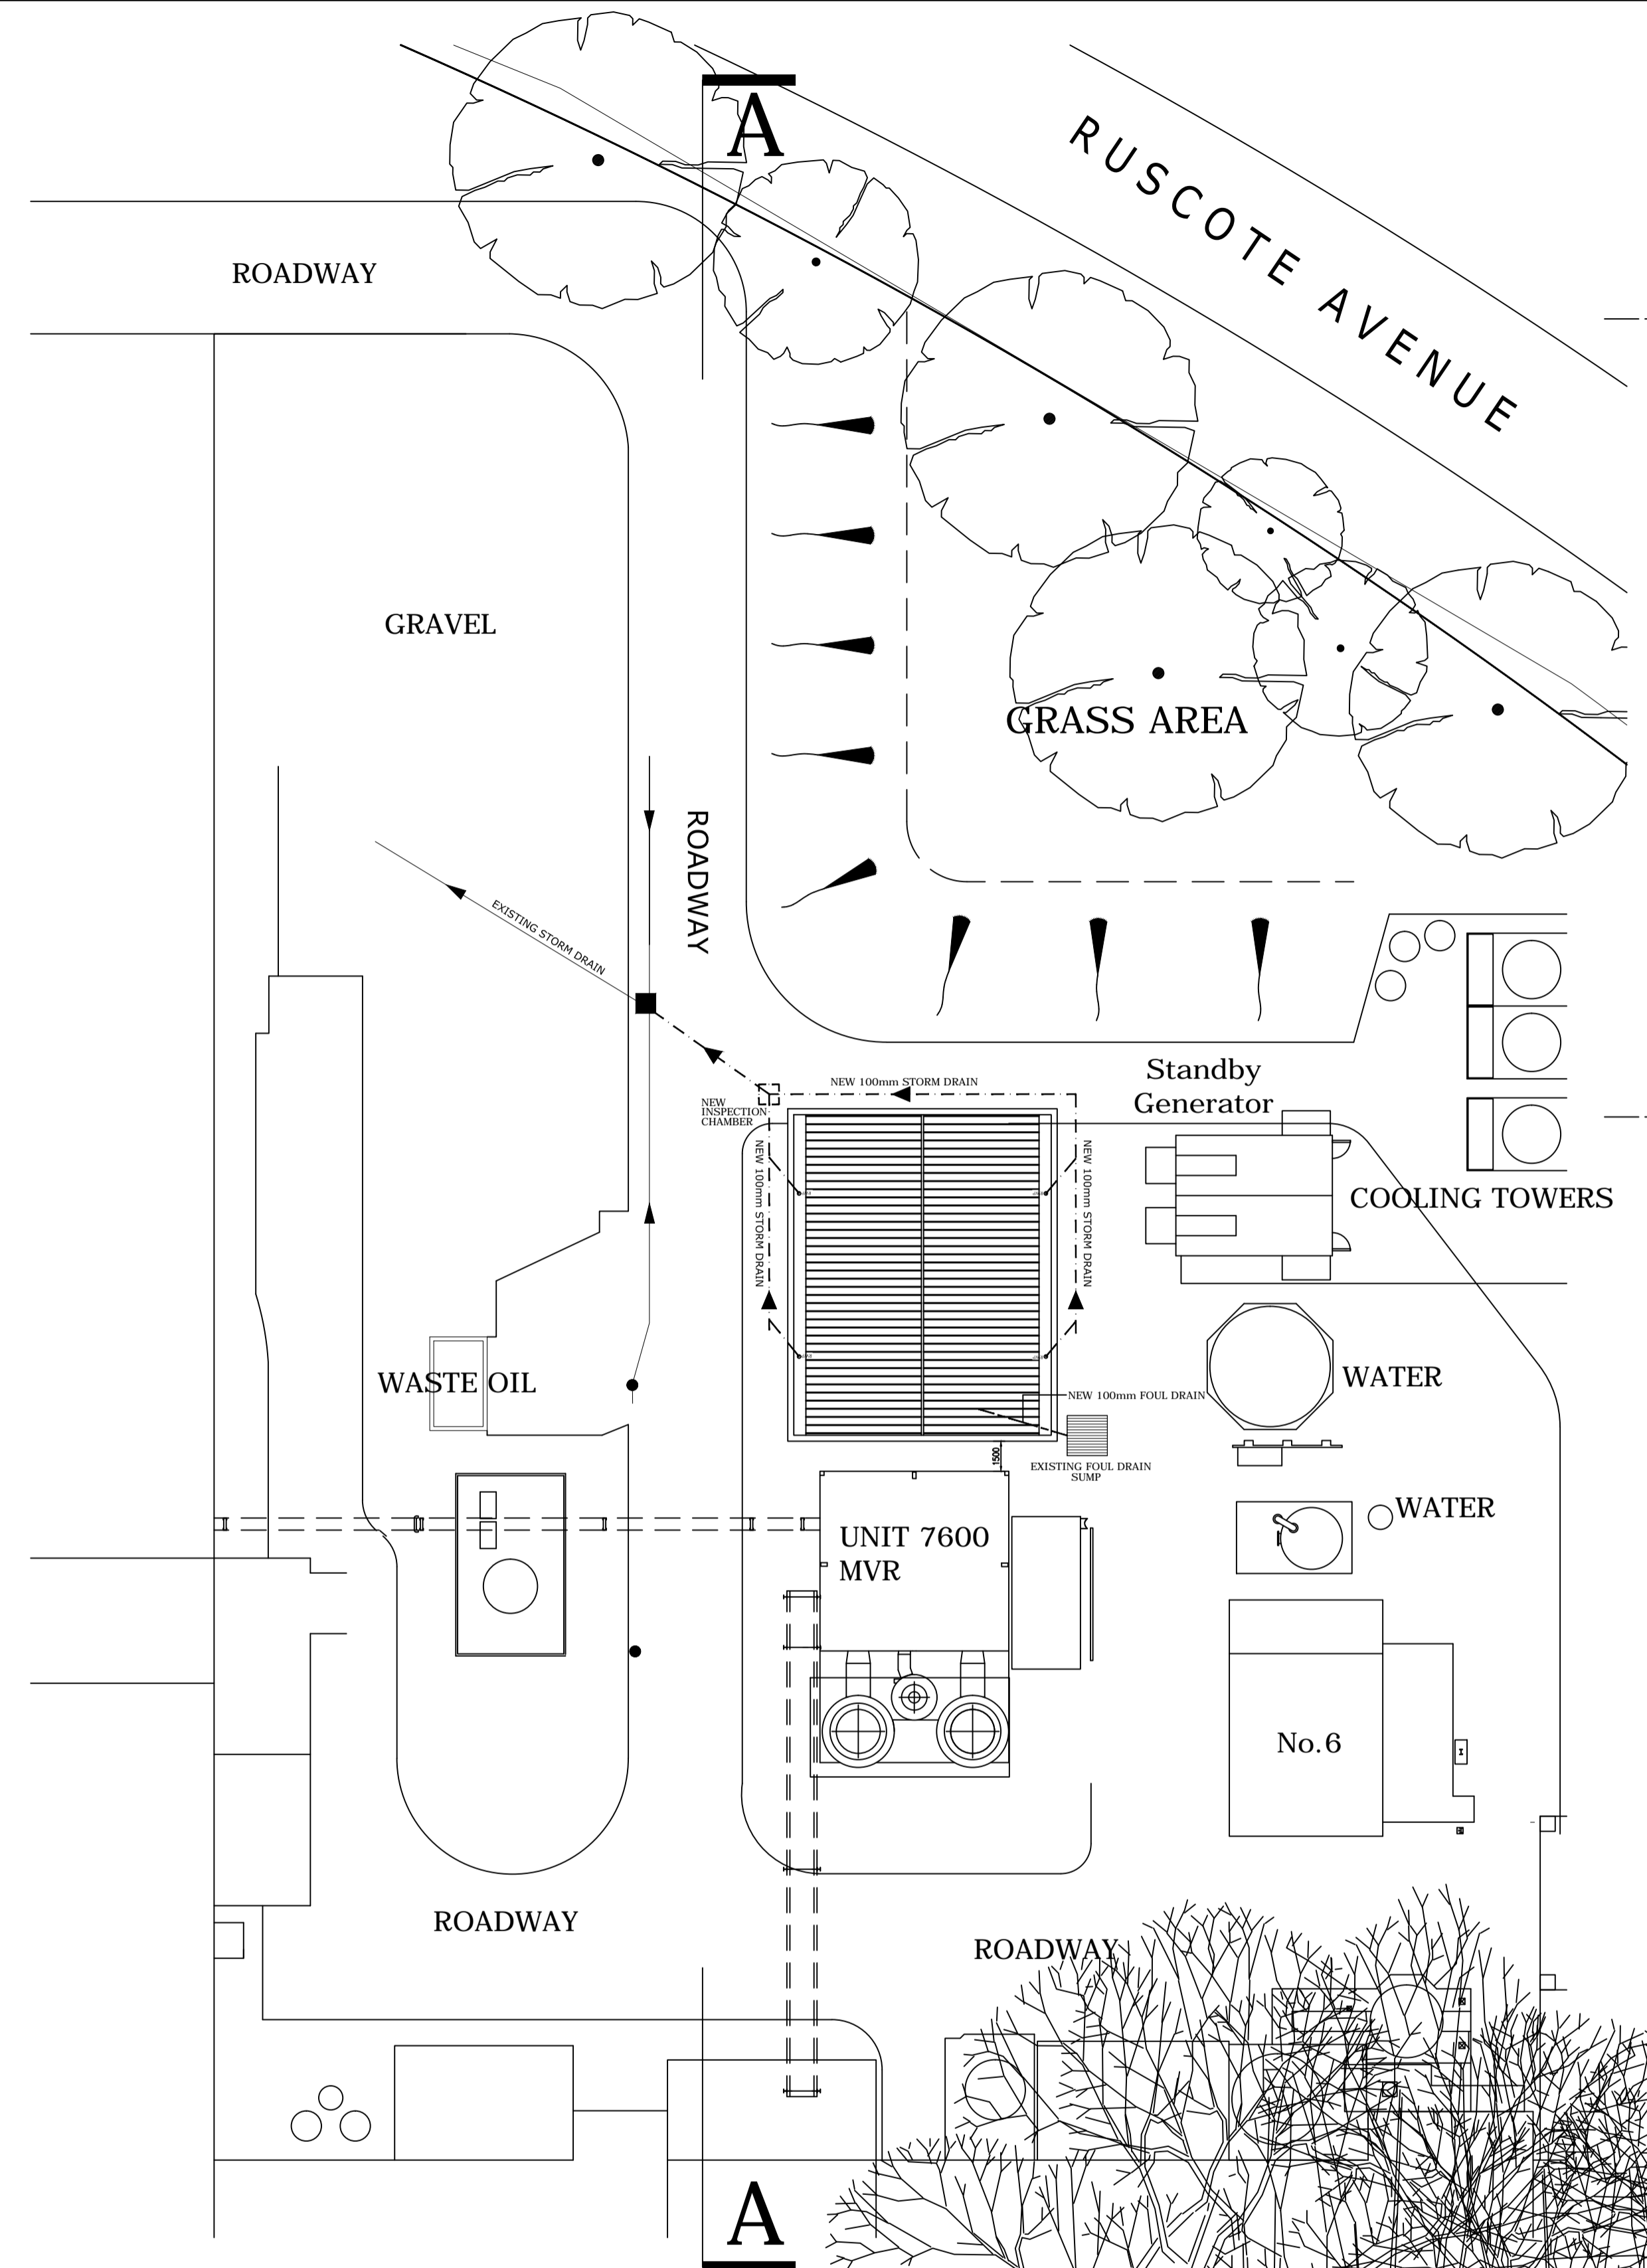 A
RUSCOTE AVENUE
ROADWAY
GRAVEL
GRASS AREA
ROADWAY
EXISTING STORM DRAIN
Standby
Generator
NEW 100mm STORM DRAIN
NEW
INSPECTION
CHAMBER
NEW 100mm STORM DRAIN
NEW 100mm STORM DRAIN
COOLING TOWERS
WASTE OIL
WATER
NEW 100mm FOUL DRAIN
1500
EXISTING FOUL DRAIN
SUMP
WATER
UNIT 7600
MVR
No.6
ROADWAY
ROADWAY
A